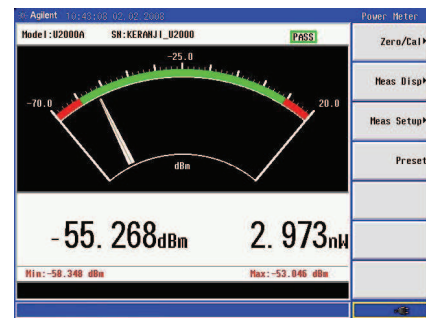 Agilent 10:43:08 02.02.2008 Power Meter
Model:U2000A SN:KERANJI_U2000 PASS
Zero/Cal
-25.0
Meas Disp
-70.0 20.0
Meas Setup
dBm
Preset
-55.268dBm 2.973nW
Min:-58.348 dBm Max:-53.046 dBm